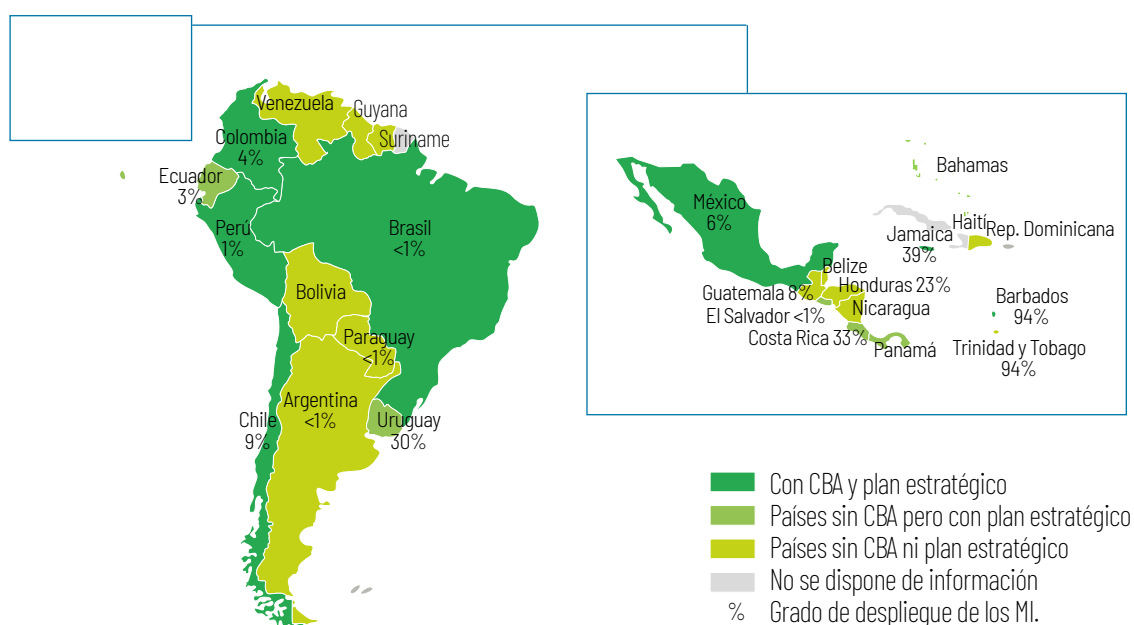 Venezuela
Guyana
Suriname
Colombia
4%
Ecuador
3%
Perú
1%
Brasil
<1%
Bolivia
Paraguay
<1%
Argentina
<1%
Chile
9%
Uruguay
30%
Bahamas
México
6%
Haití
Rep. Dominicana
Jamaica
39%
Belize
Honduras 23%
Guatemala 8%
Nicaragua
El Salvador <1%
Costa Rica 33%
Panamá
Barbados
94%
Trinidad y Tobago
94%
Con CBA y plan estratégico
Países sin CBA pero con plan estratégico
Países sin CBA ni plan estratégico
No se dispone de información
% Grado de despliegue de los MI.